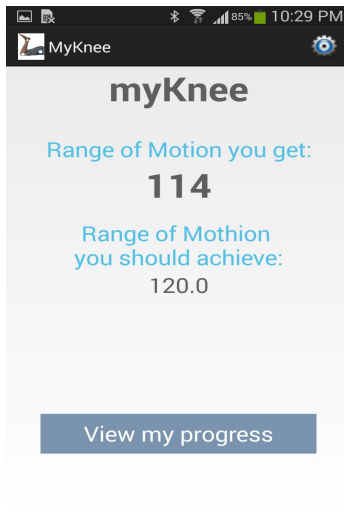 85% 10:29 PM
MyKnee
myKnee
Range of Motion you get:
114
Range of Mothion
you should achieve:
120.0
View my progress